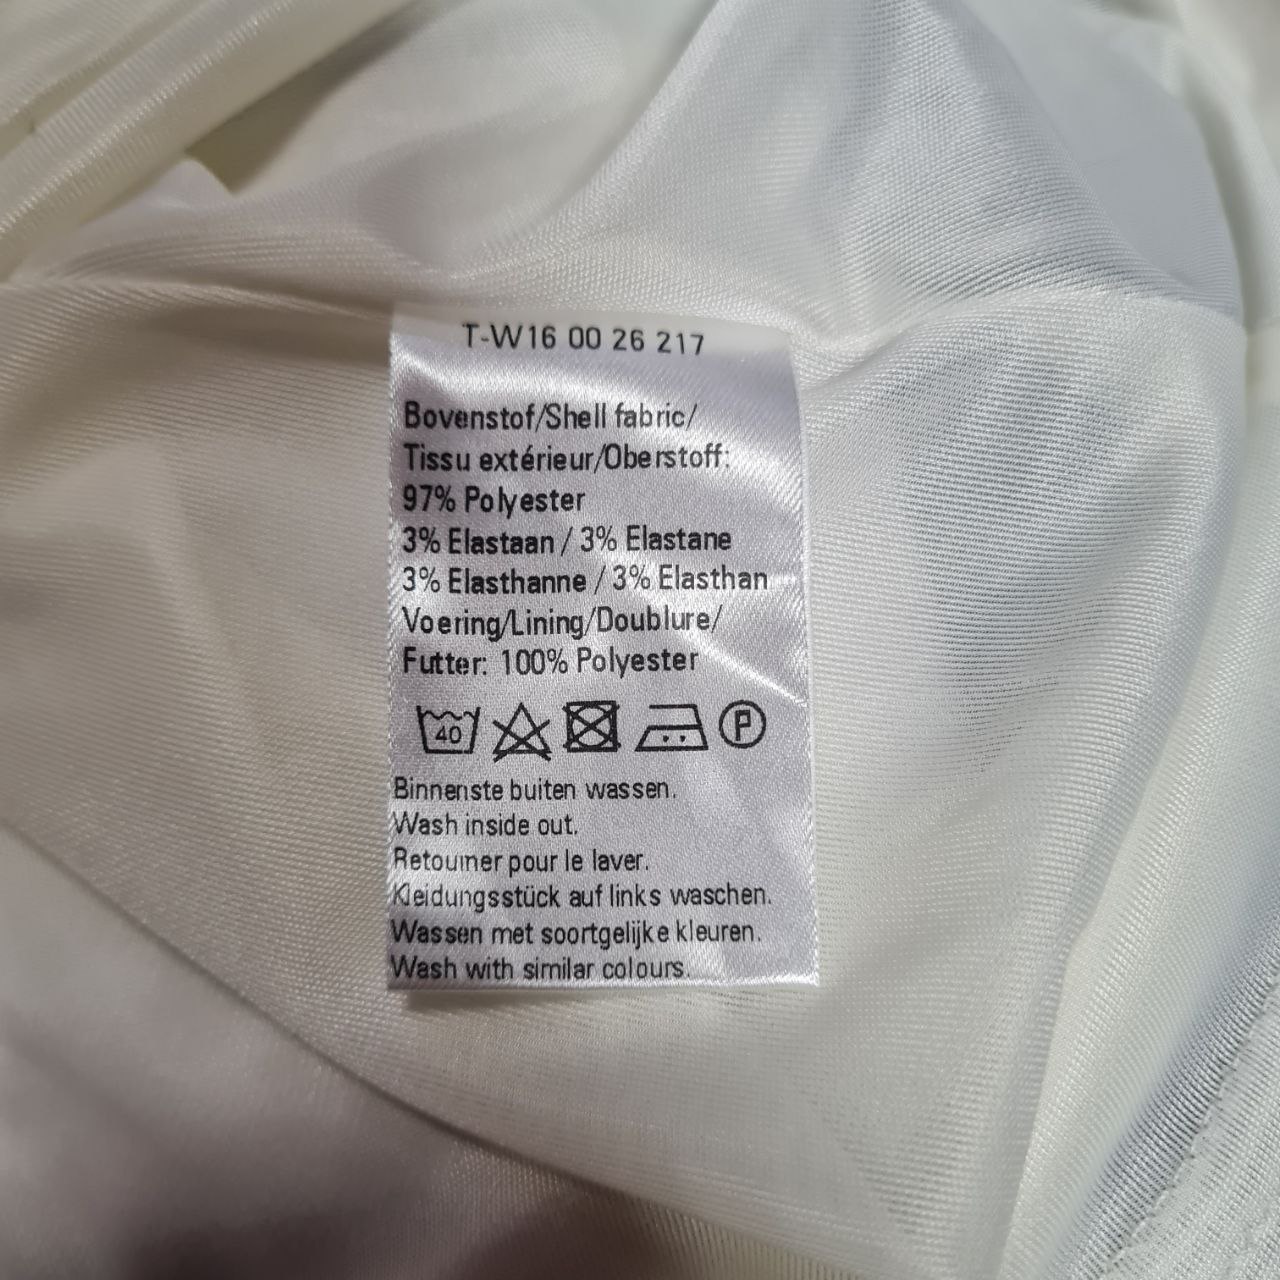 T-W16 00 26 217
Bovenstof/Shell fabric/
Tissu extérieur/Oberstoff:
97% Polyester
3% Elastaan / 3% Elastane
3% Elasthanne / 3% Elasthan
Voering/Lining/Doublure/
Futter: 100% Polyester
40 P
Binnenste buiten wassen.
Wash inside out.
Retourner pour le laver.
Kleidungsstück auf links waschen.
Wassen met soortgelijke kleuren.
Wash with similar colours.